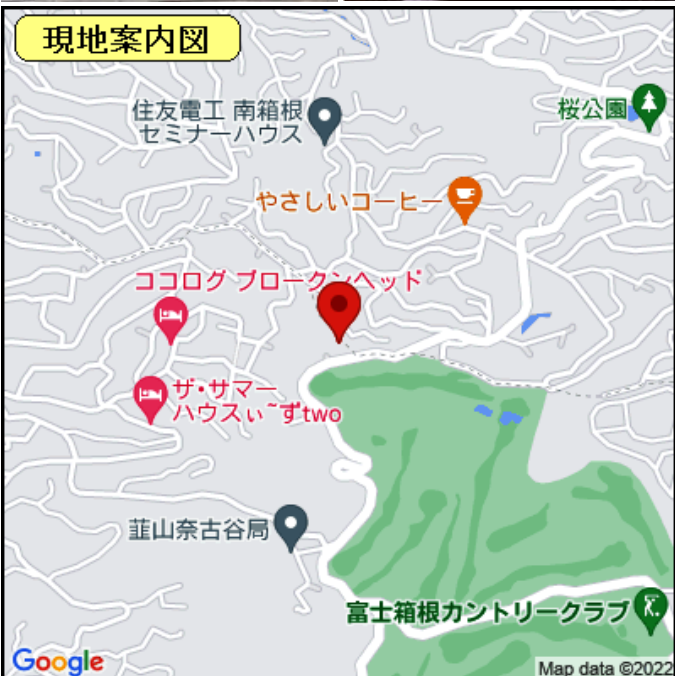 現地案内図
住友電工 南箱根
セミナーハウス
桜公園
やさしいコーヒー
ココログ ブロークンヘッド
ザ・サマー
ハウスぃ~ずtwo
韮山奈古谷局
富士箱根カントリークラブ
Google
Map data ©2022